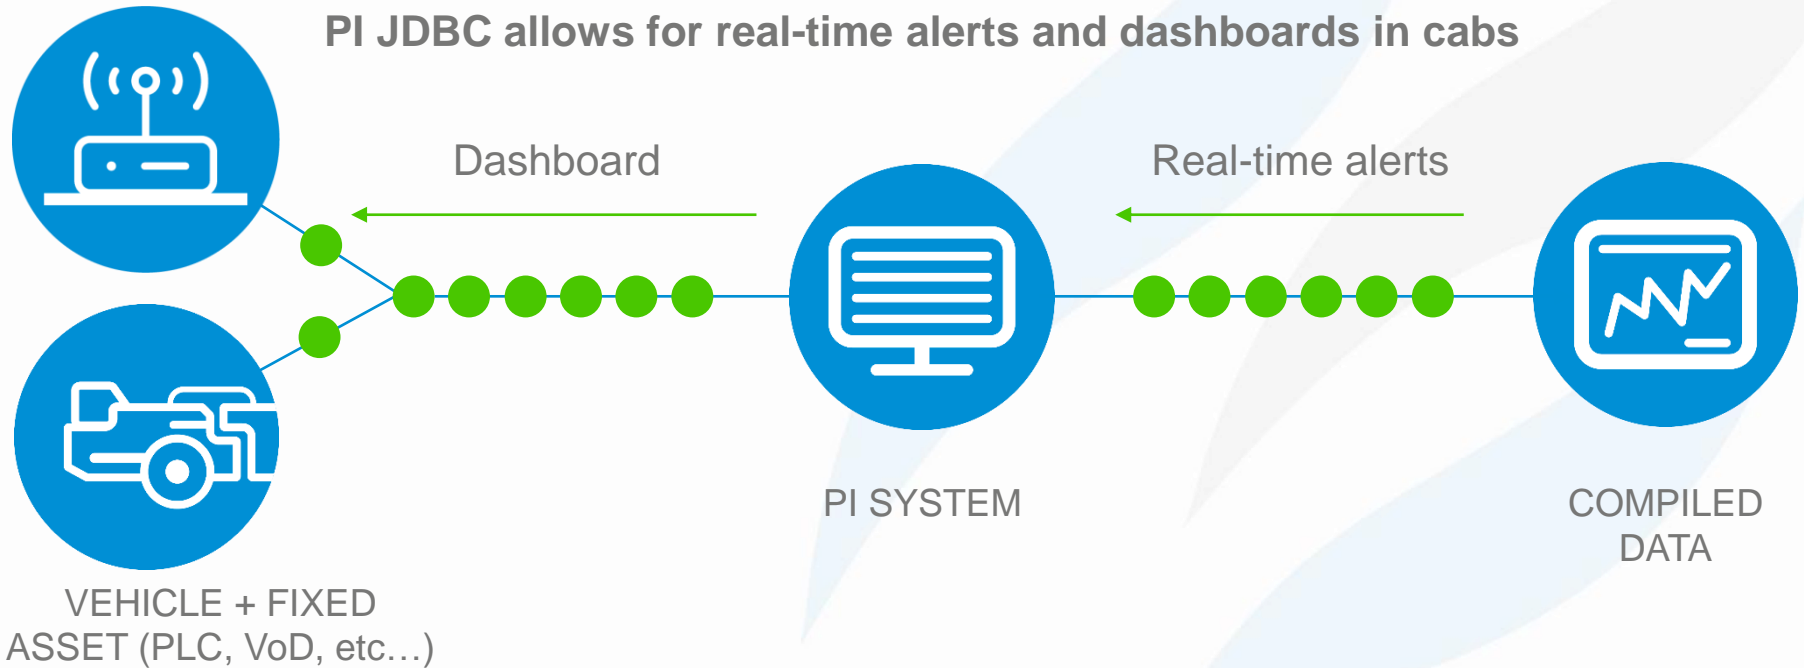 PI JDBC allows for real-time alerts and dashboards in cabs
Dashboard
Real-time alerts
PI SYSTEM
COMPILED
DATA
VEHICLE + FIXED
ASSET (PLC, VoD, etc…)